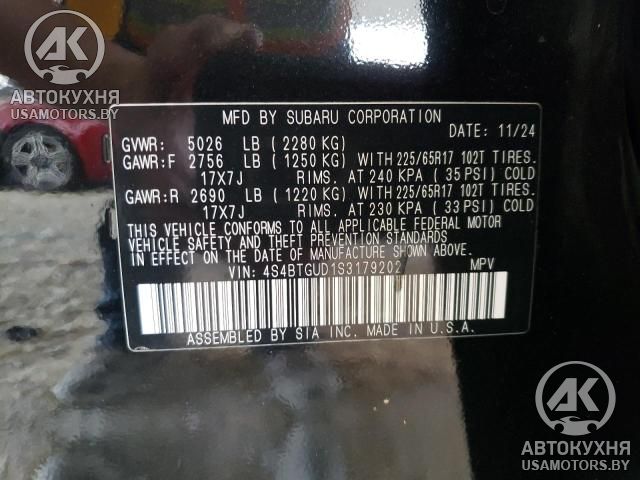 AK
АВТОКУХНЯ
USAMOTORS.BY
MFD BY SUBARU CORPORATION
GVWR: 5026 LB (2280 KG) DATE: 11/24
GAWR:F 2756 LB (1250 KG) WITH 225/65R17 102T TIRES.
17X7J RIMS. AT 240 KPA (35 PSI) COLD
GAWR:R 2690 LB (1220 KG) WITH 225/65R17 102T TIRES.
17X7J RIMS. AT 230 KPA (33 PSI) COLD
THIS VEHICLE CONFORMS TO ALL APPLICABLE FEDERAL MOTOR
VEHICLE SAFETY AND THEFT PREVENTION STANDARDS
IN EFFECT ON THE DATE OF MANUFACTURE SHOWN ABOVE.
VIN: 4S4BTGUD1S3179202 MPV
ASSEMBLED BY SIA INC. MADE IN U.S.A.
AK
АВТОКУХНЯ
USAMOTORS.BY